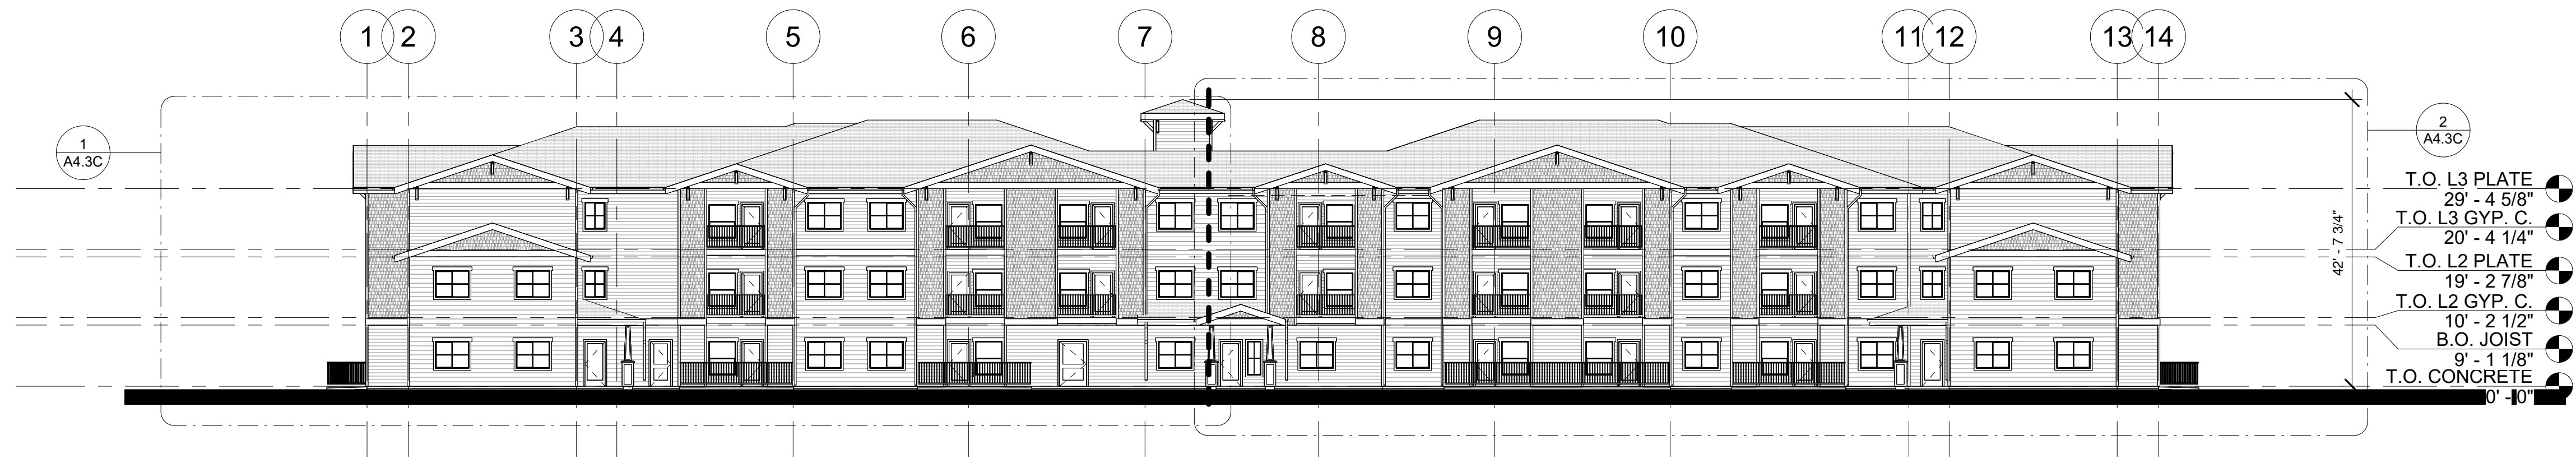 1 2 3 4 5 6 7 8 9 10 11 12 13 14
1
A4.3C
2
A4.3C
42' - 7 3/4"
T.O. L3 PLATE
29' - 4 5/8"
T.O. L3 GYP. C.
20' - 4 1/4"
T.O. L2 PLATE
19' - 2 7/8"
T.O. L2 GYP. C.
10' - 2 1/2"
B.O. JOIST
9' - 1 1/8"
T.O. CONCRETE
0' - 0"